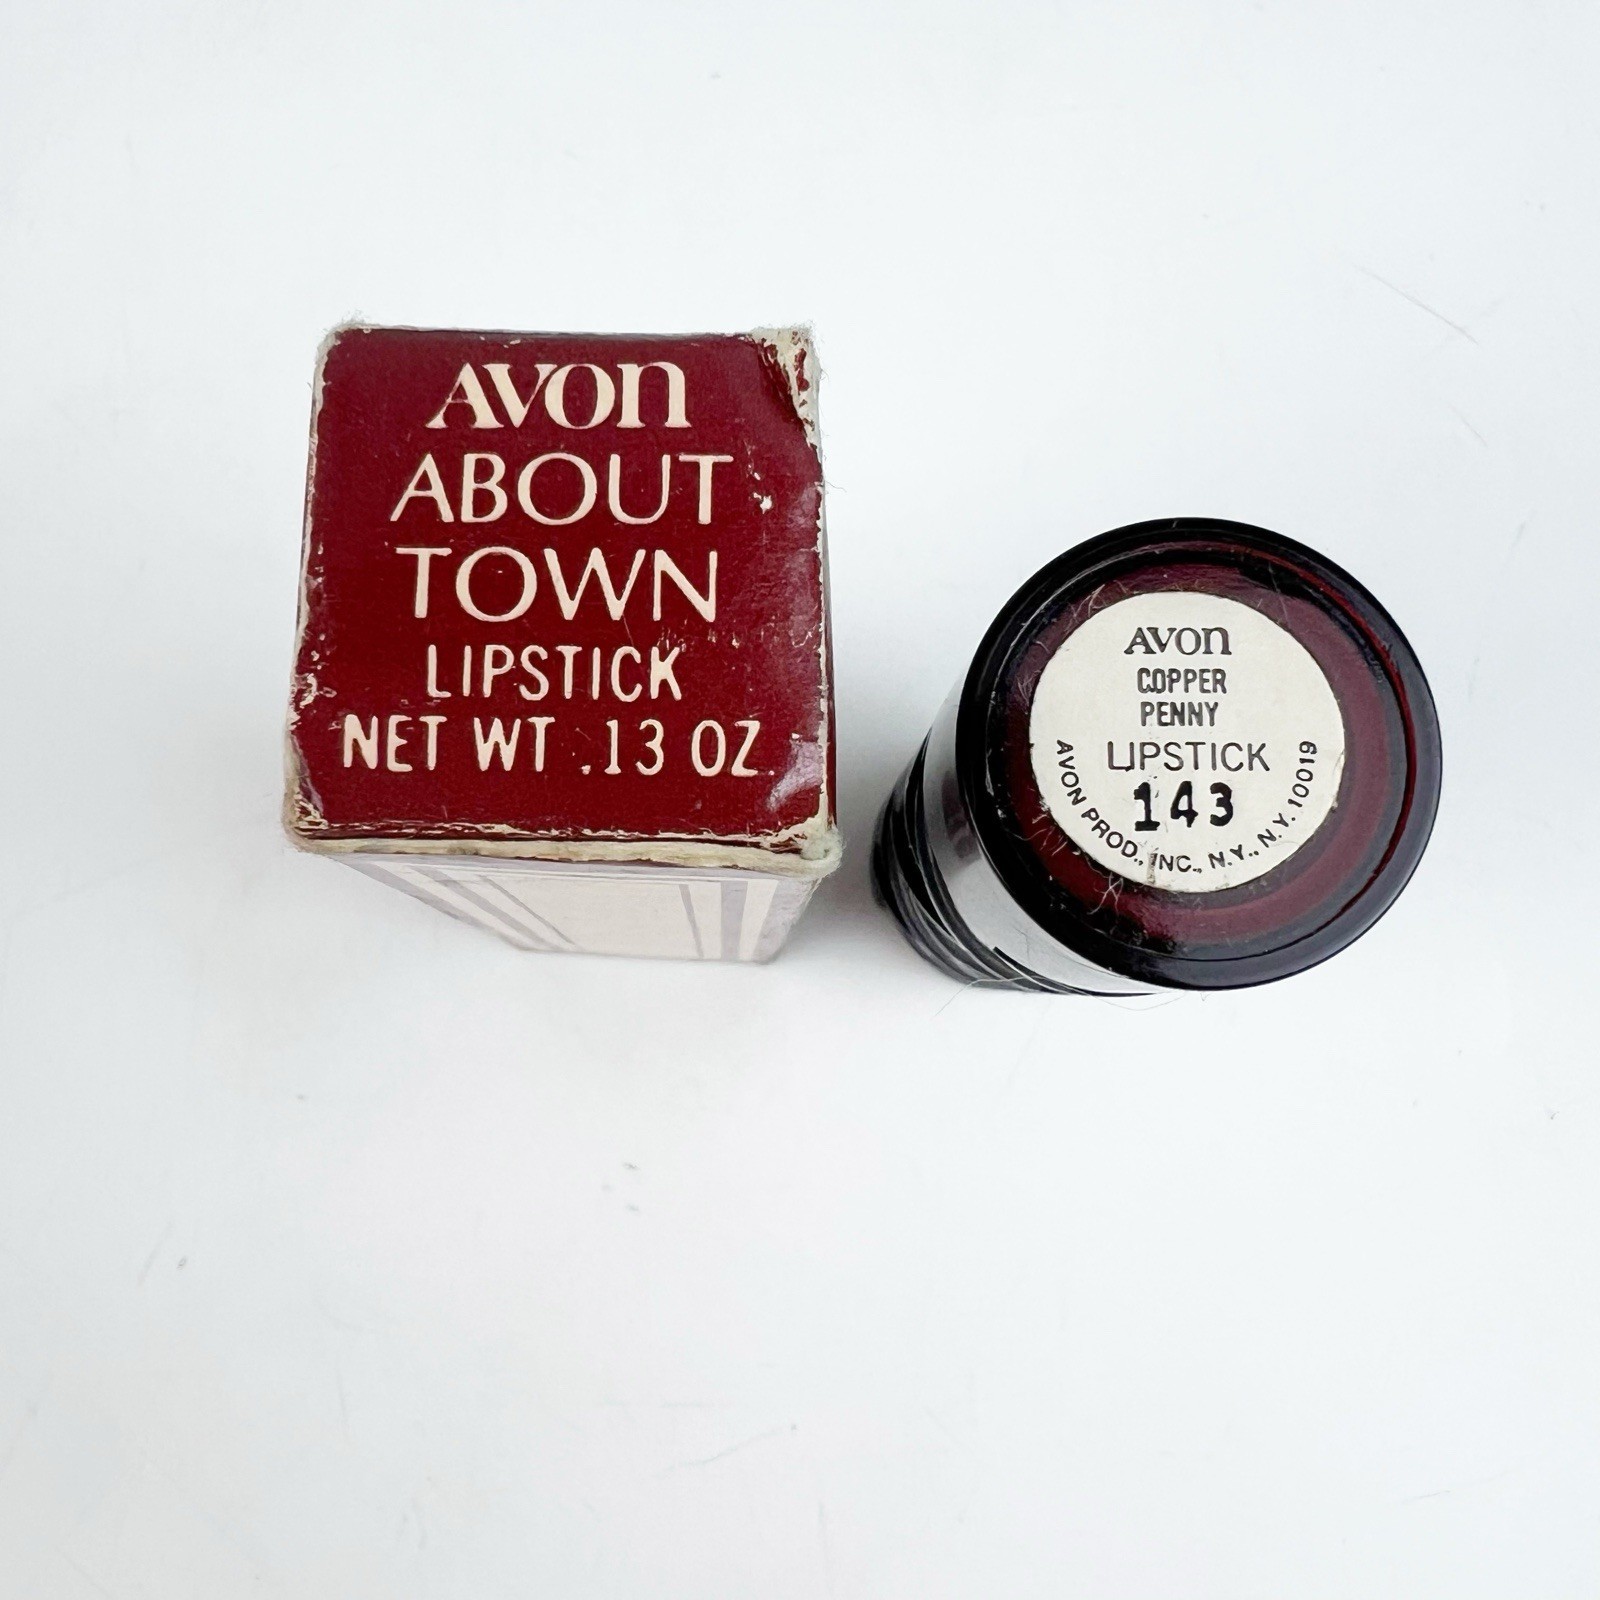 AVON
ABOUT
TOWN
LIPSTICK
NET WT .13 OZ.
AVON
COPPER
PENNY
LIPSTICK
143
AVON PROD., INC., N.Y., N.Y. 10019